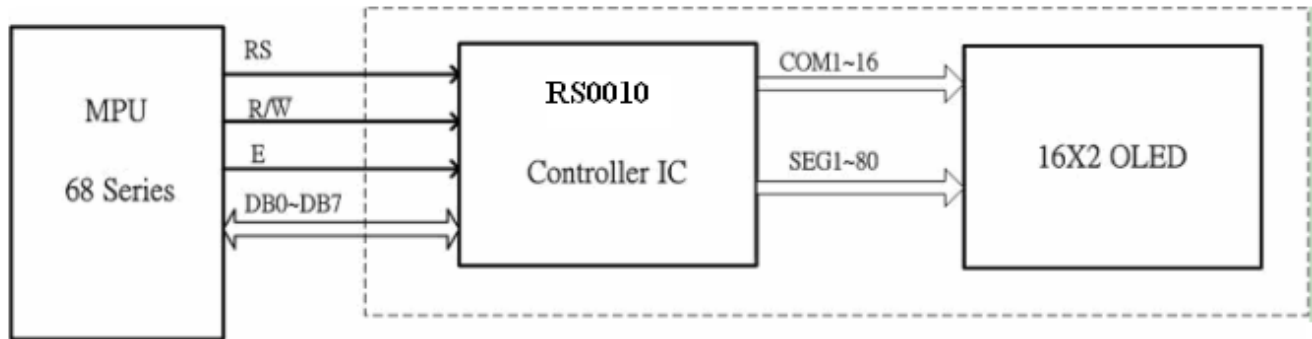 MPU
68 Series
RS
R/W̅
E
DB0~DB7
RS0010
Controller IC
COM1~16
SEG1~80
16X2 OLED